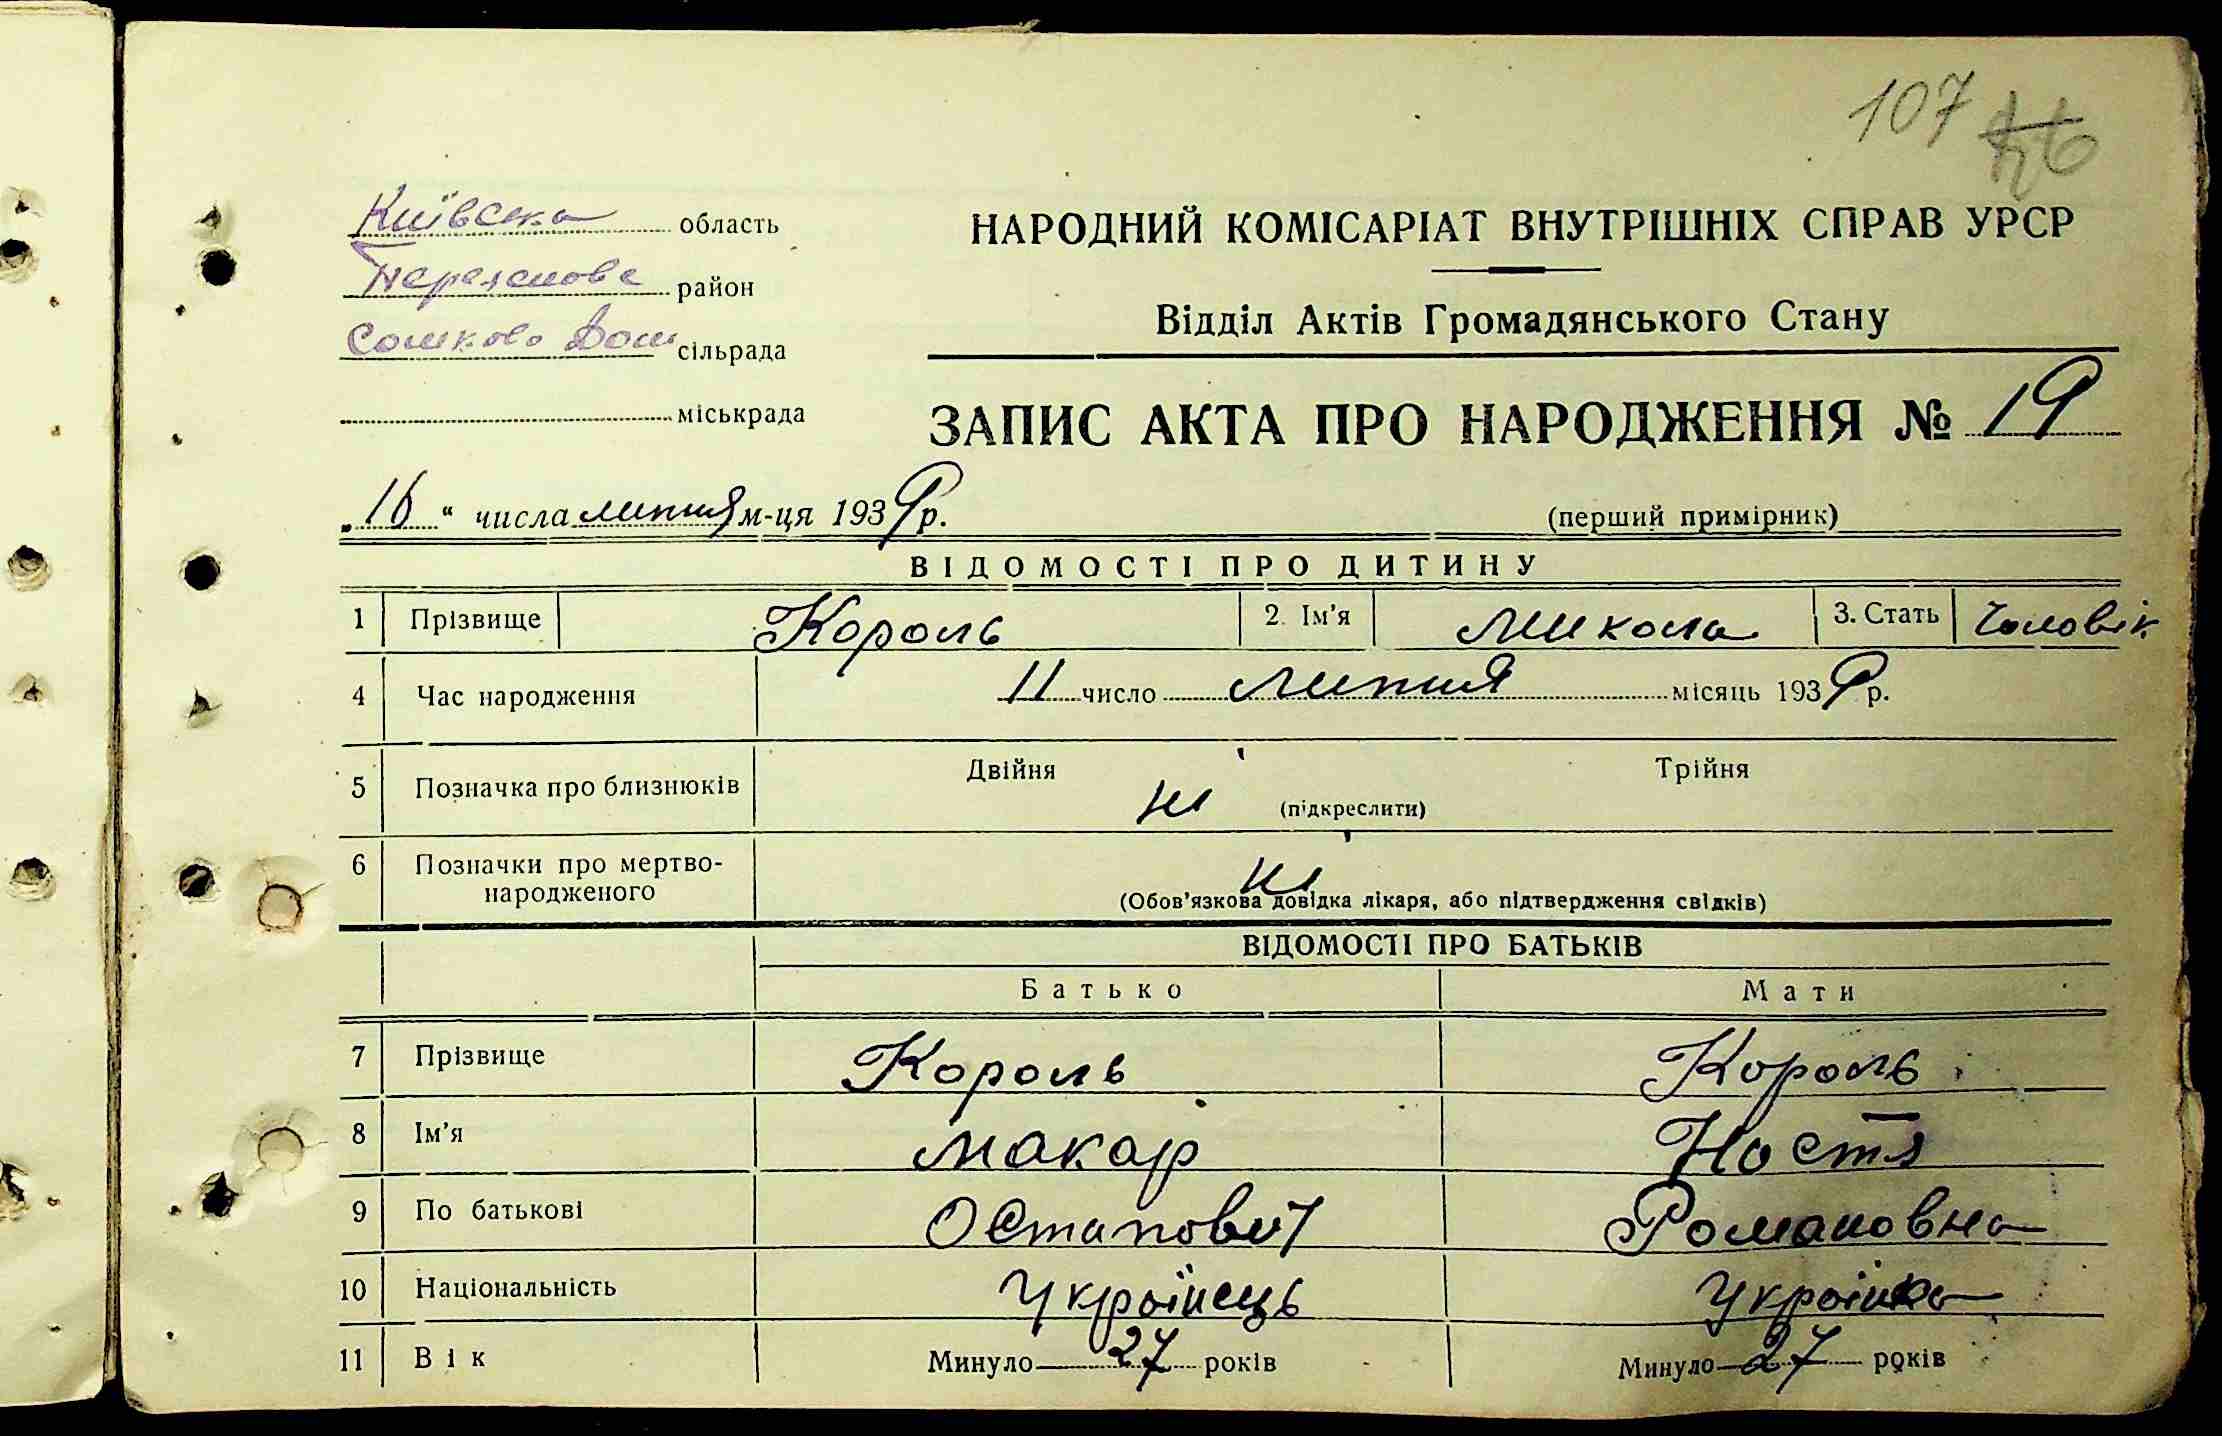 107
Київська область
НАРОДНИЙ КОМІСАРІАТ ВНУТРІШНІХ СПРАВ УРСР
район
Відділ Актів Громадянського Стану
сільрада
міськрада
ЗАПИС АКТА ПРО НАРОДЖЕННЯ № 19
„16“ числа липня м-ця 1939 р.
(перший примірник)
ВІДОМОСТІ ПРО ДИТИНУ
1 Прізвище Король 2. Ім'я Микола 3. Стать Чоловік
4 Час народження 11 число липня місяць 1939 р.
5 Позначка про близнюків Двійня ні (підкреслити) Трійня
6 Позначки про мертво-
народженого ні
(Обов'язкова довідка лікаря, або підтвердження свідків)
ВІДОМОСТІ ПРО БАТЬКІВ
Батько Мати
7 Прізвище Король Король
8 Ім'я Макар Настя
9 По батькові Остапович Романовна
10 Національність Українець Українка
11 Вік Минуло 27 років Минуло 27 років